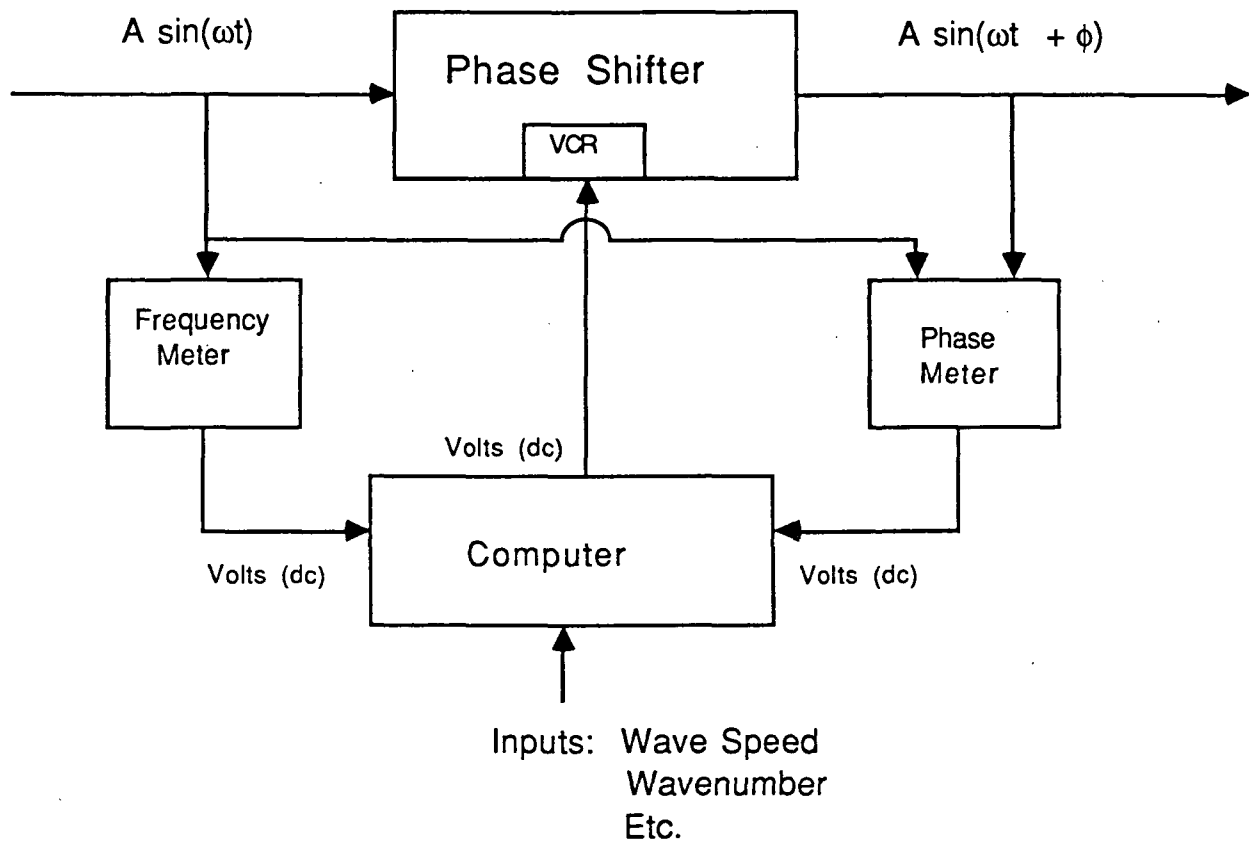 A sin(ωt)
A sin(ωt + ϕ)
Phase Shifter
VCR
Frequency
Meter
Phase
Meter
Volts (dc)
Computer
Volts (dc)
Volts (dc)
Inputs: Wave Speed
Wavenumber
Etc.